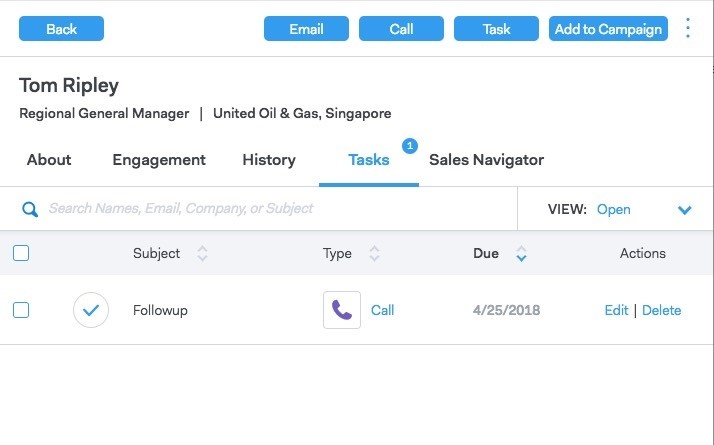 Back Email Call Task Add to Campaign
Tom Ripley
Regional General Manager | United Oil & Gas, Singapore
About Engagement History Tasks 1 Sales Navigator
Search Names, Email, Company, or Subject VIEW: Open
Subject Type Due Actions
Followup Call 4/25/2018 Edit | Delete